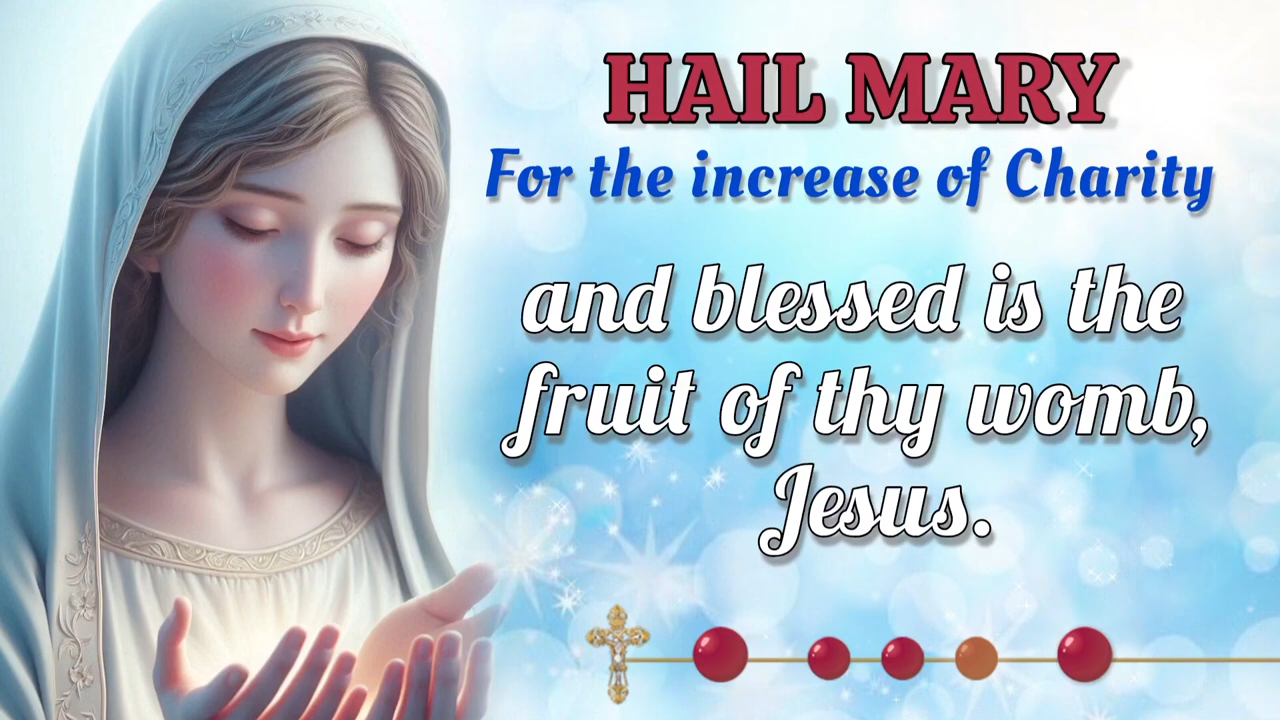 HAIL MARY
For the increase of Charity
and blessed is the
fruit of thy womb,
Jesus.